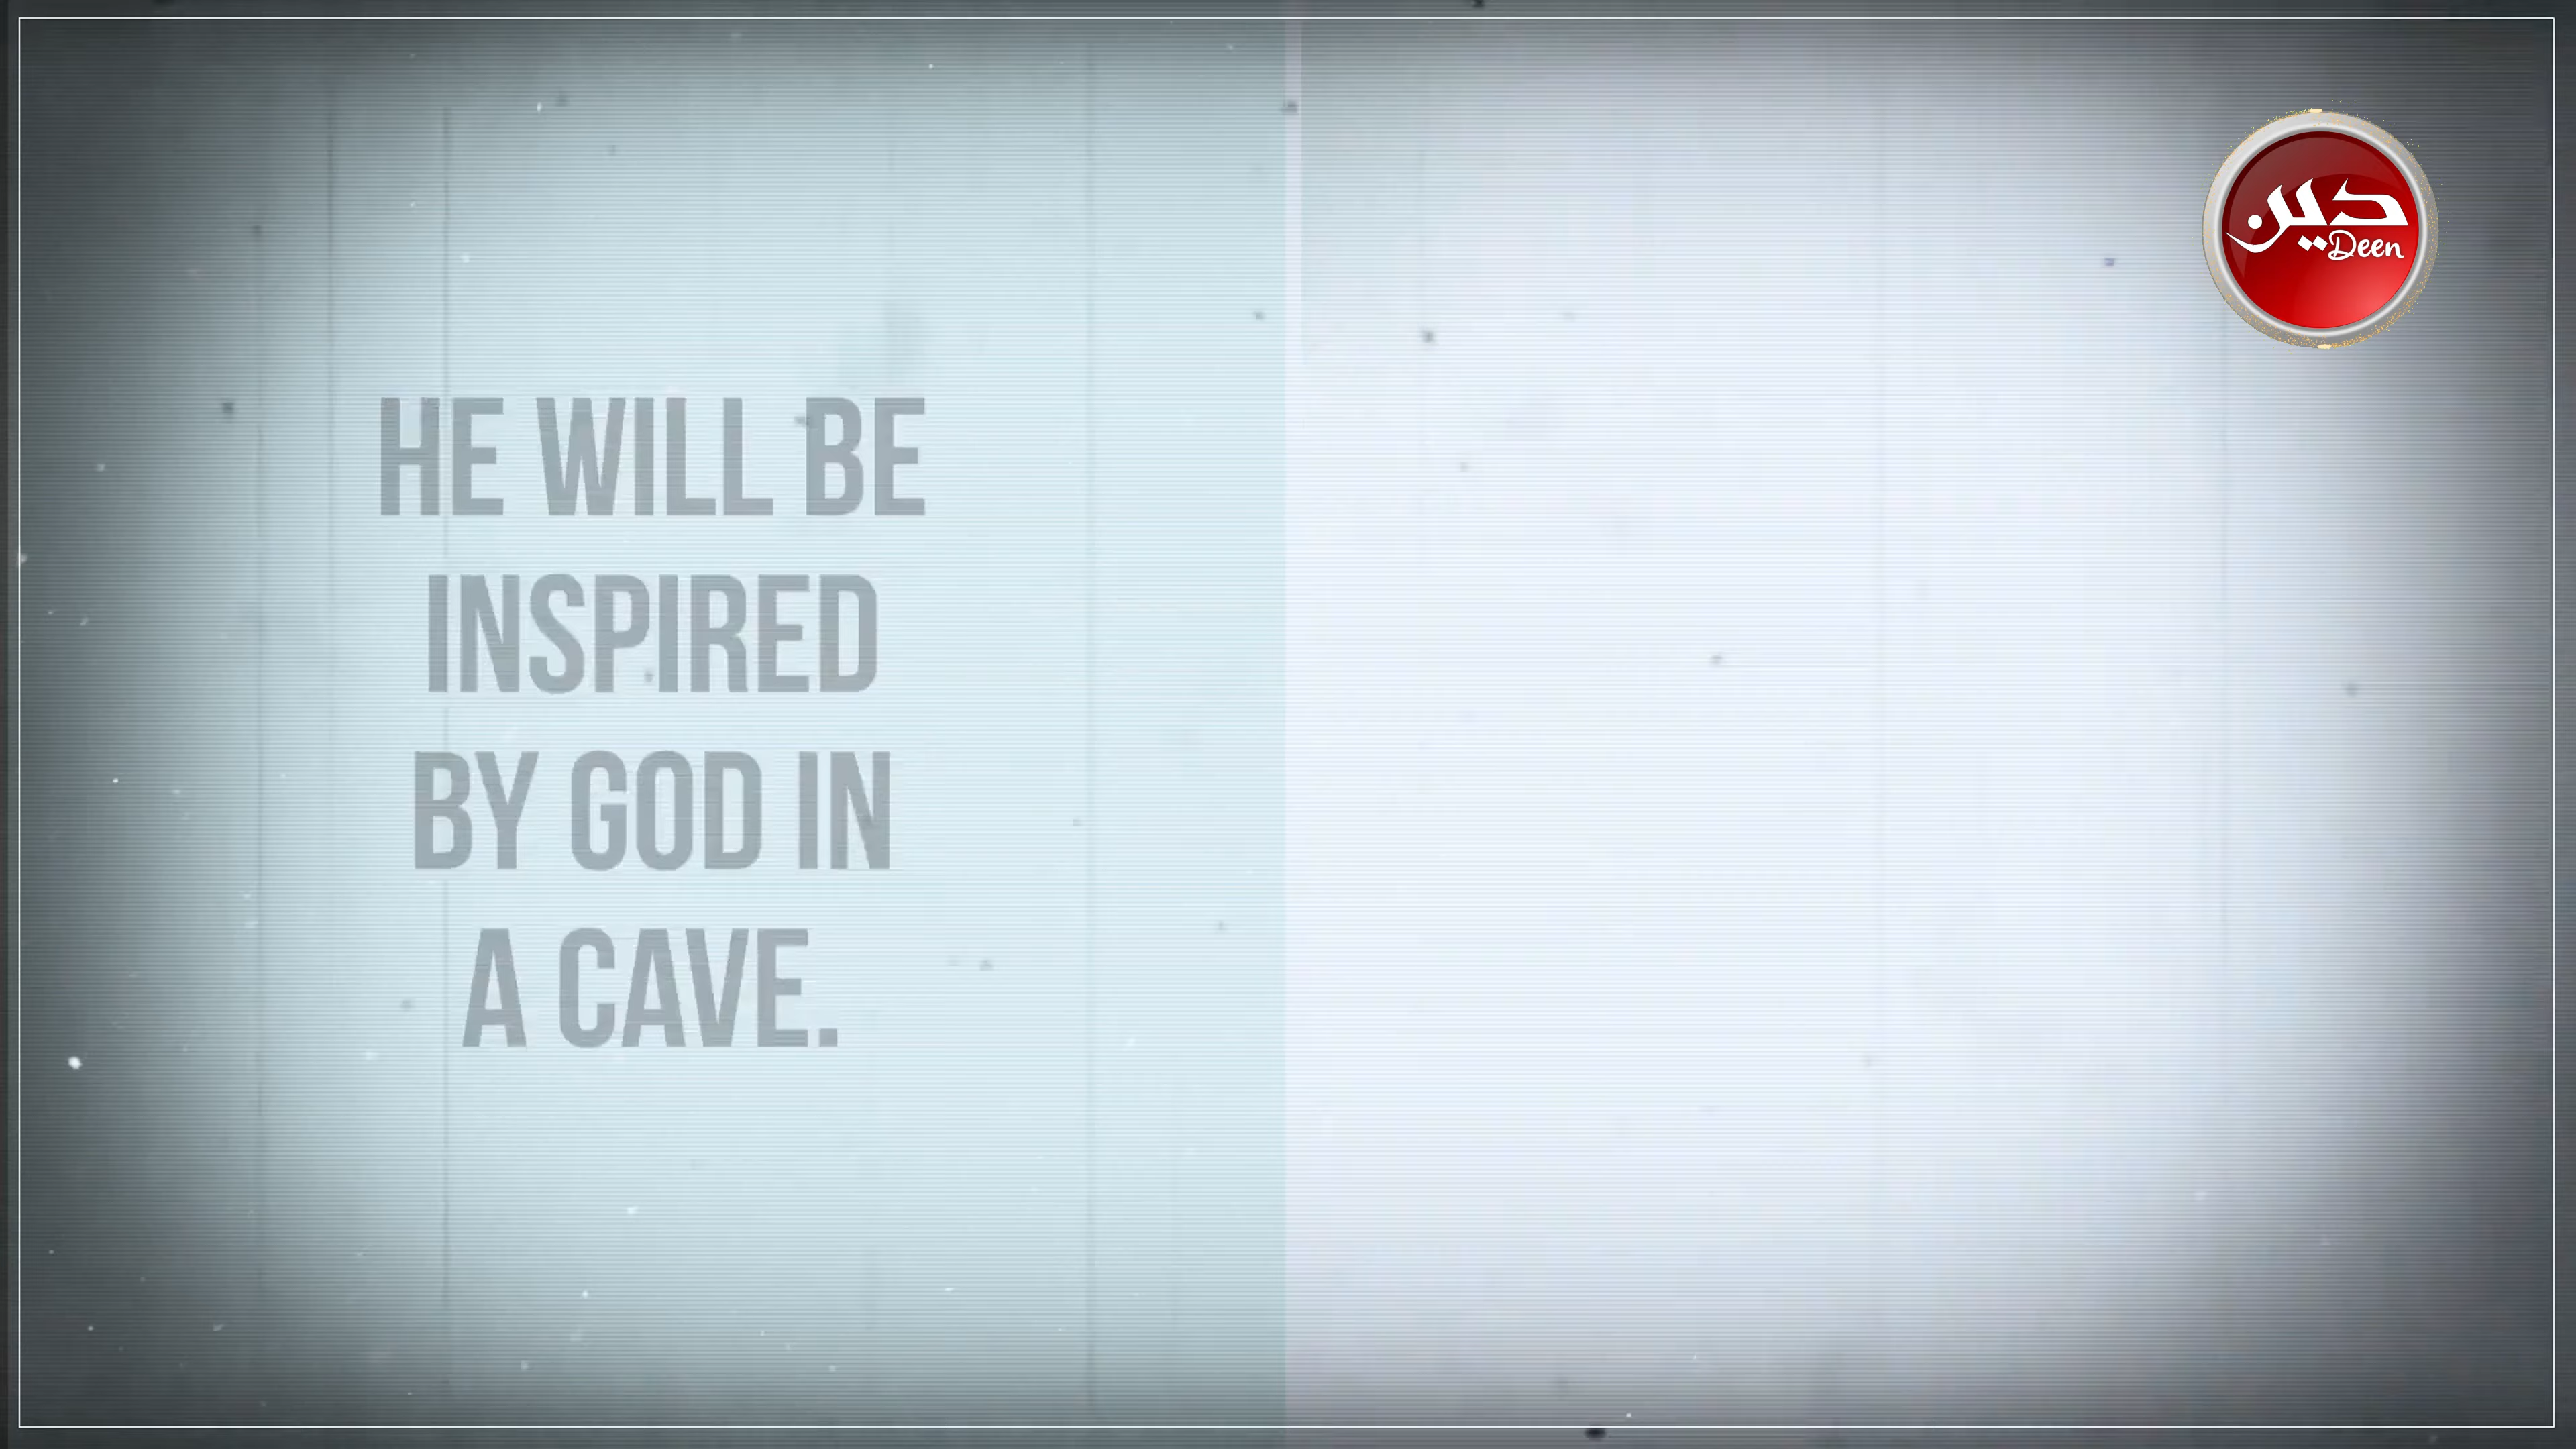 HE WILL BE
INSPIRED
BY GOD IN
A CAVE.
دين
Deen